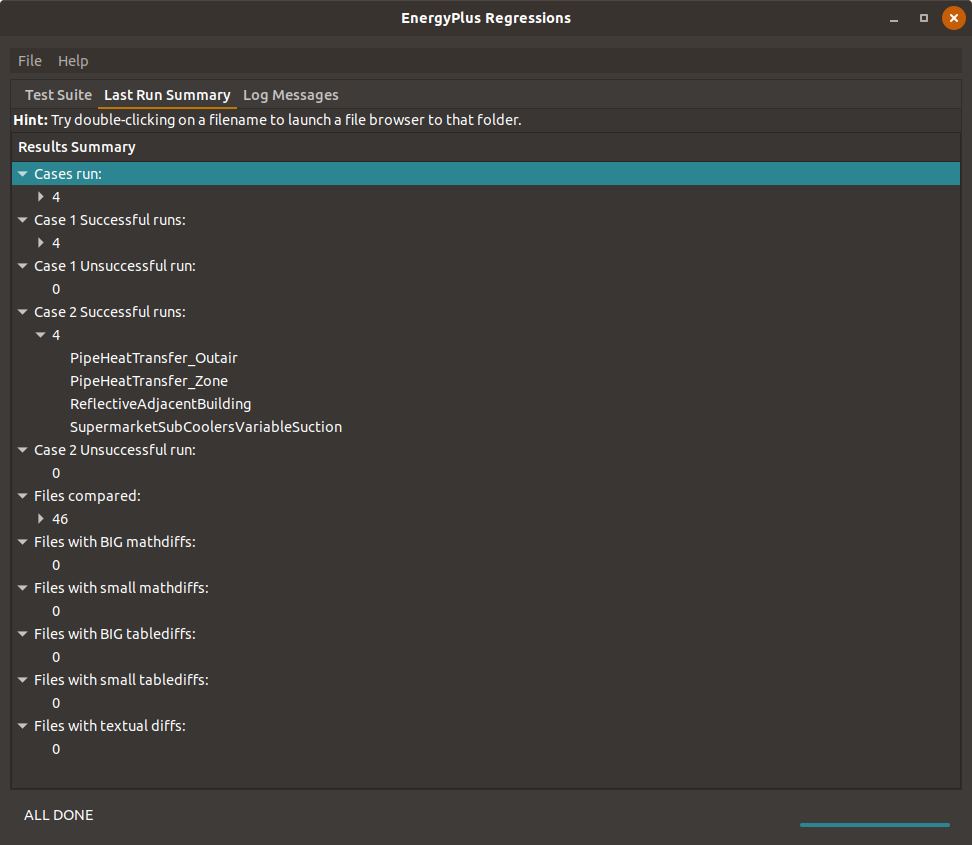 EnergyPlus Regressions
File Help
Test Suite Last Run Summary Log Messages
Hint: Try double-clicking on a filename to launch a file browser to that folder.
Results Summary
Cases run:
4
Case 1 Successful runs:
4
Case 1 Unsuccessful run:
0
Case 2 Successful runs:
4
PipeHeatTransfer_Outair
PipeHeatTransfer_Zone
ReflectiveAdjacentBuilding
SupermarketSubCoolersVariableSuction
Case 2 Unsuccessful run:
0
Files compared:
46
Files with BIG mathdiffs:
0
Files with small mathdiffs:
0
Files with BIG tablediffs:
0
Files with small tablediffs:
0
Files with textual diffs:
0
ALL DONE